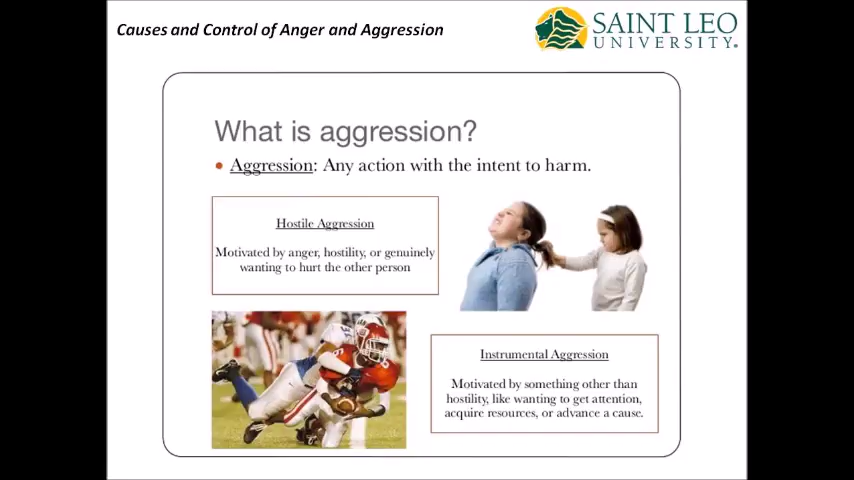 Causes and Control of Anger and Aggression
SAINT LEO
UNIVERSITY
What is aggression?
• Aggression: Any action with the intent to harm.
Hostile Aggression
Motivated by anger, hostility, or genuinely
wanting to hurt the other person
Instrumental Aggression
Motivated by something other than
hostility, like wanting to get attention,
acquire resources, or advance a cause.